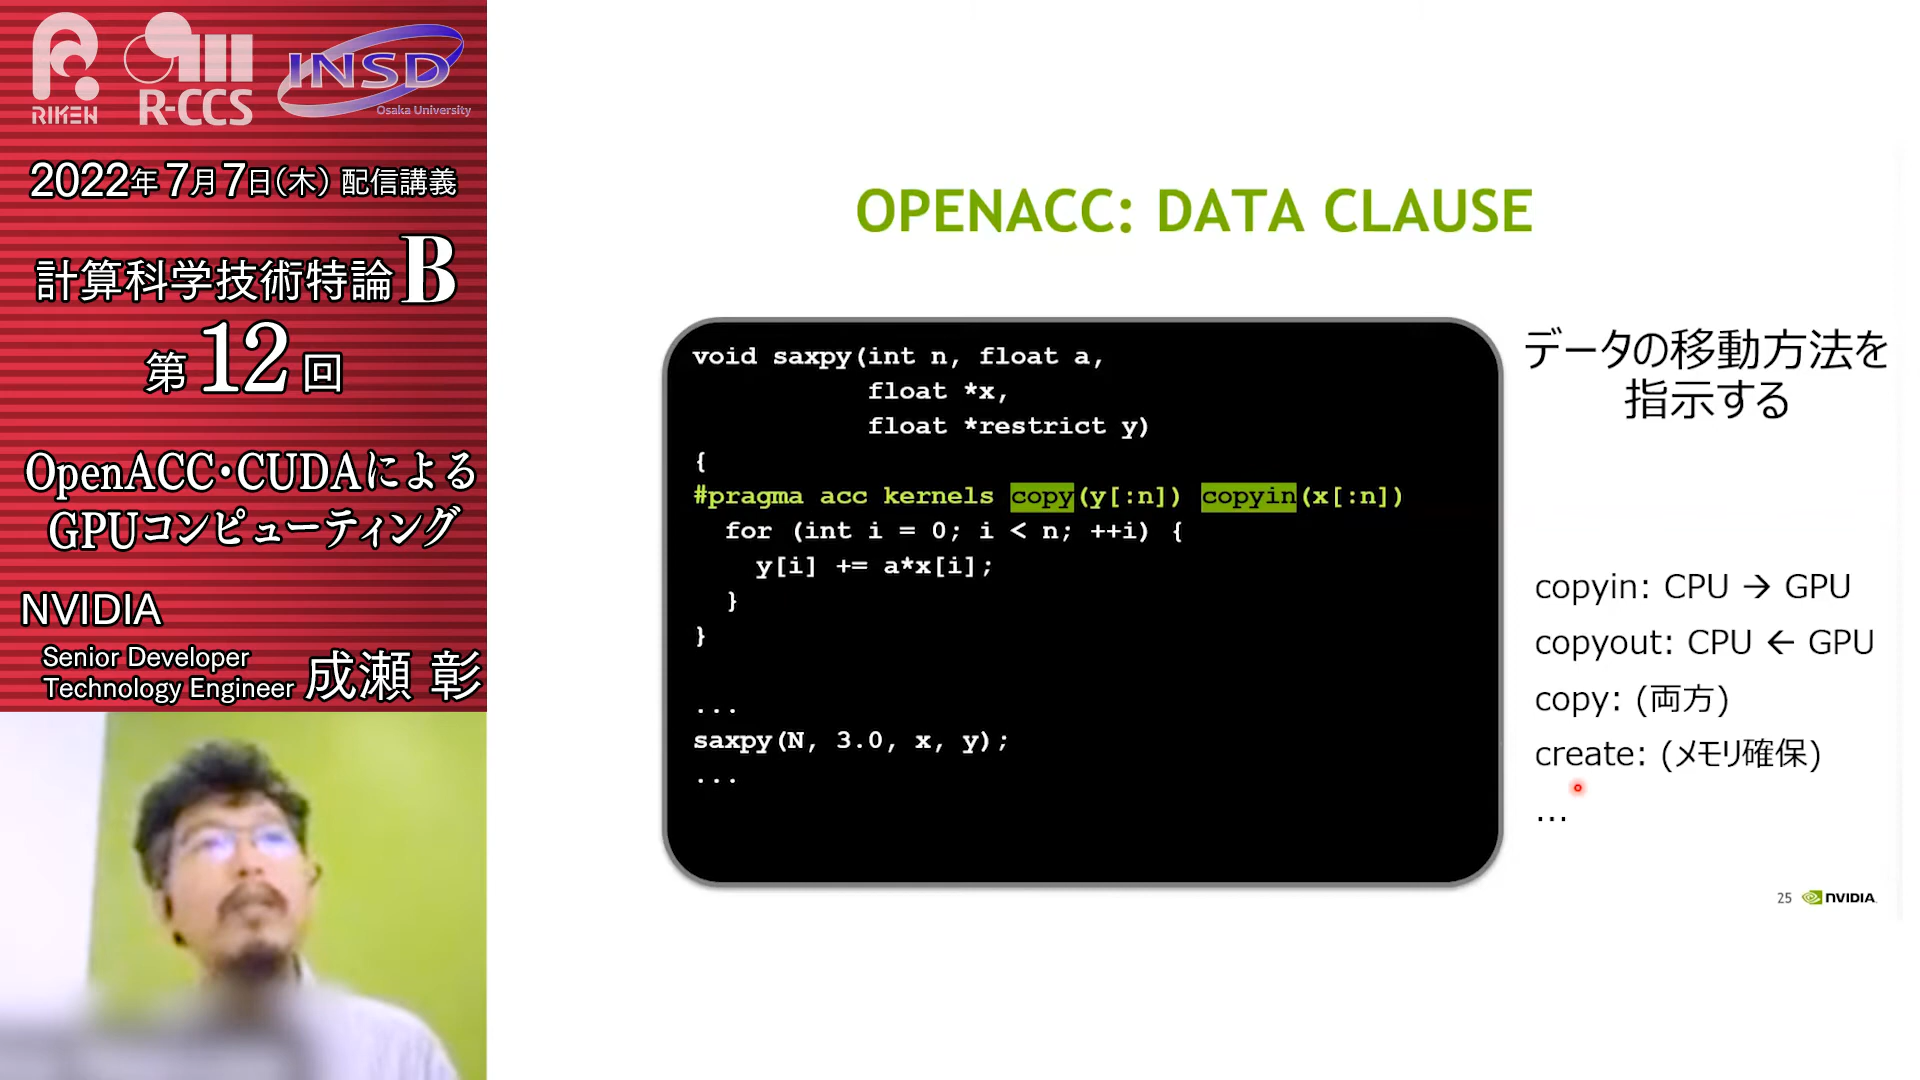 RIKEN
R-CCS
INSD
Osaka University
2022年7月7日(木) 配信講義
計算科学技術特論B
第12回
OpenACC・CUDAによる
GPUコンピューティング
NVIDIA
Senior Developer
Technology Engineer 成瀬 彰
OPENACC: DATA CLAUSE
void saxpy(int n, float a,
float *x,
float *restrict y)
{
#pragma acc kernels copy(y[:n]) copyin(x[:n])
for (int i = 0; i < n; ++i) {
y[i] += a*x[i];
}
}
...
saxpy(N, 3.0, x, y);
...
データの移動方法を
指示する
copyin: CPU → GPU
copyout: CPU ← GPU
copy: (両方)
create: (メモリ確保)
...
25 NVIDIA.